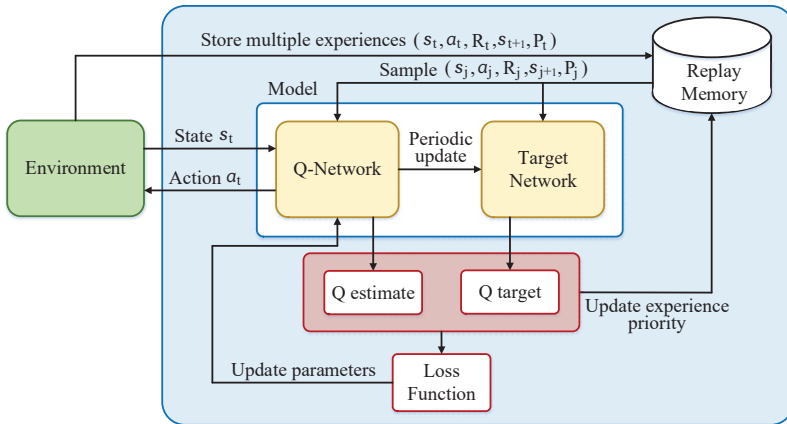 Store multiple experiences (sₜ, aₜ, Rₜ, sₜ₊₁, Pₜ)
Sample (sⱼ, aⱼ, Rⱼ, sⱼ₊₁, Pⱼ)
Replay
Memory
Model
State sₜ
Environment
Action aₜ
Q-Network
Periodic
update
Target
Network
Q estimate
Q target
Update experience
priority
Update parameters
Loss
Function